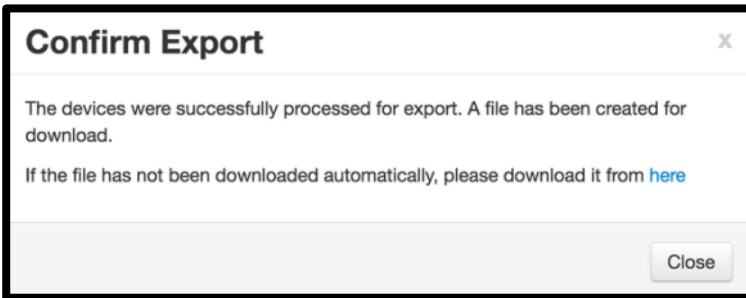 Confirm Export
x
The devices were successfully processed for export. A file has been created for
download.
If the file has not been downloaded automatically, please download it from here
Close